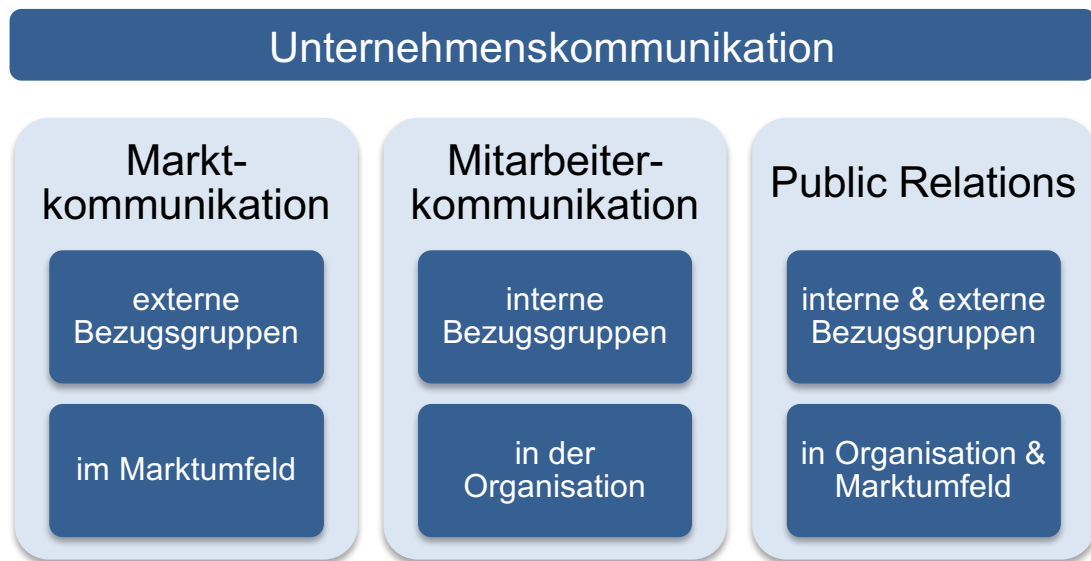 Unternehmenskommunikation
Markt-
kommunikation
externe
Bezugsgruppen
im Marktumfeld
Mitarbeiter-
kommunikation
interne
Bezugsgruppen
in der
Organisation
Public Relations
interne & externe
Bezugsgruppen
in Organisation &
Marktumfeld